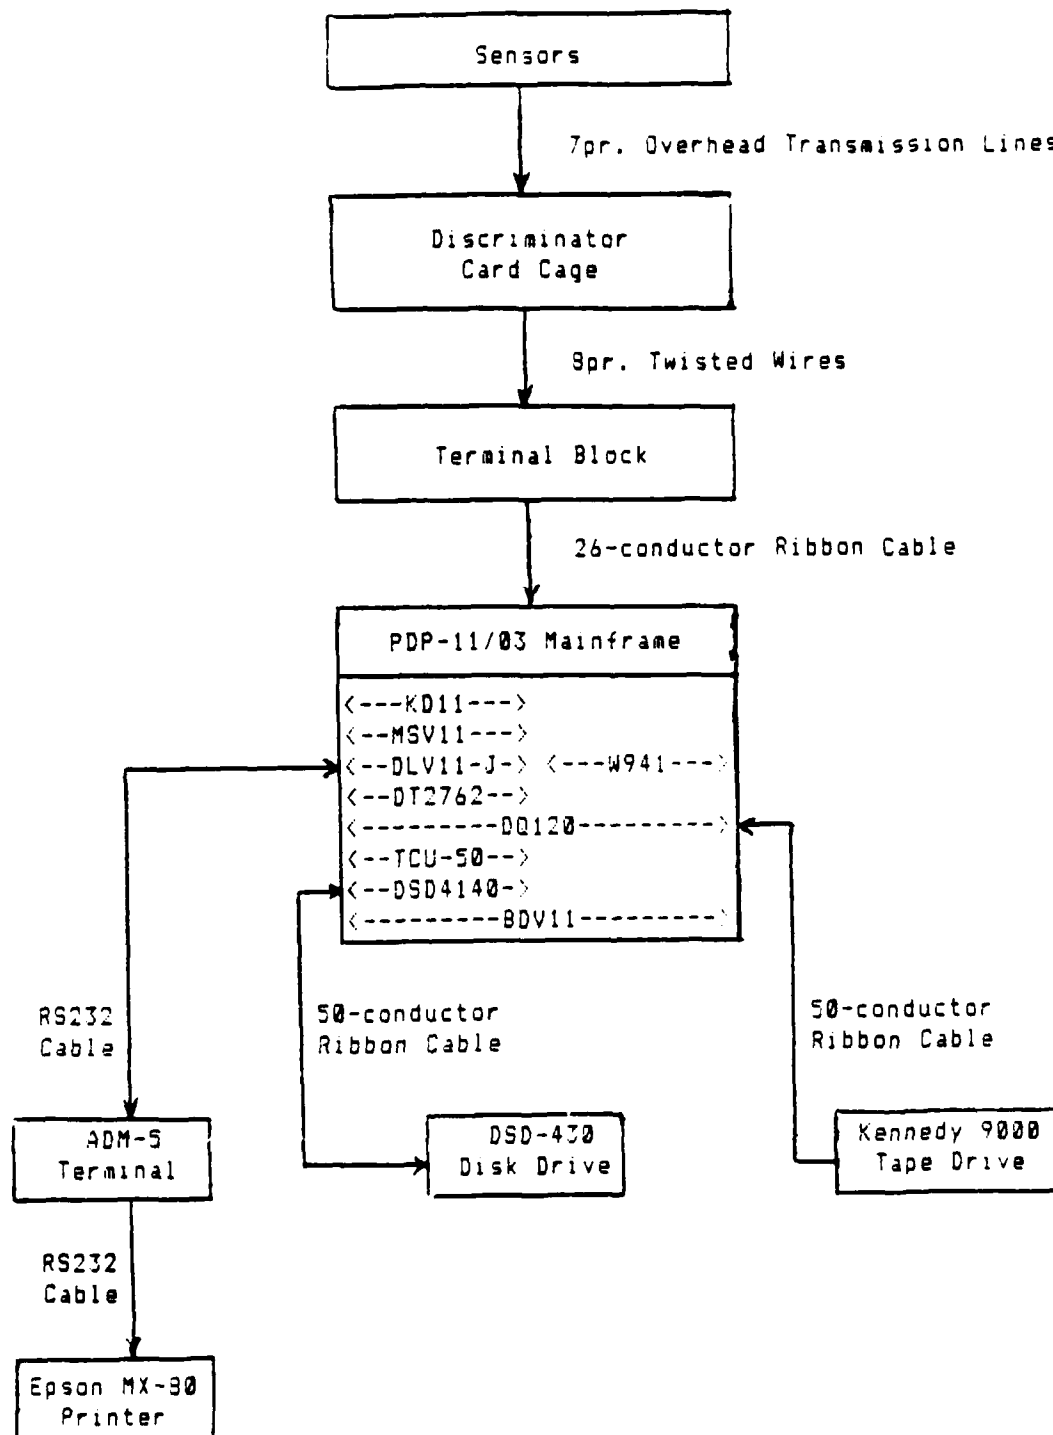 Sensors
7pr. Overhead Transmission Lines
Discriminator
Card Cage
8pr. Twisted Wires
Terminal Block
26-conductor Ribbon Cable
PDP-11/03 Mainframe
<---KD11--->
<--MSV11--->
<--DLV11-J-> <---W941--->
<--DT2762-->
<---------DQ120--------->
<--TCU-50-->
<--DSD4140->
<---------BDV11--------->
RS232
Cable
50-conductor
Ribbon Cable
50-conductor
Ribbon Cable
ADM-5
Terminal
DSD-430
Disk Drive
Kennedy 9000
Tape Drive
RS232
Cable
Epson MX-80
Printer